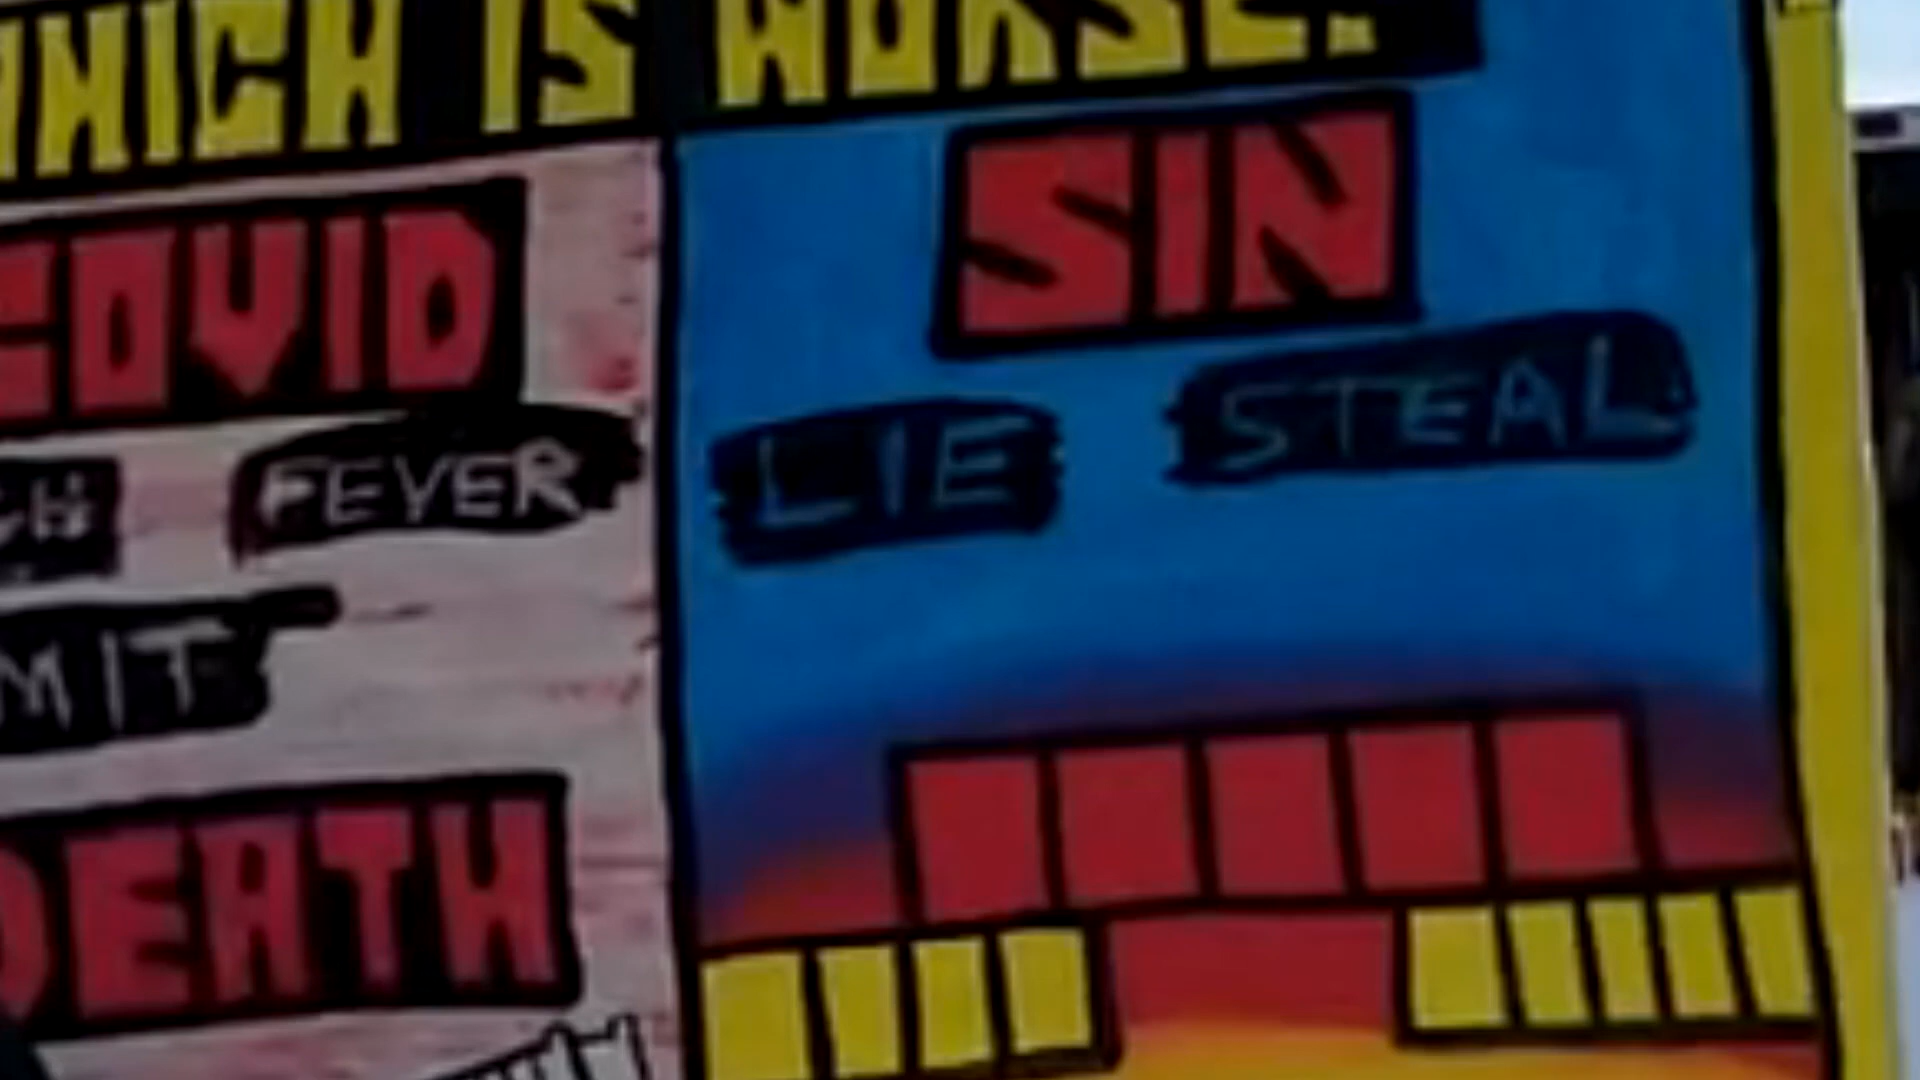 WHICH IS WORSE?
COVID
SIN
FEVER
LIE STEAL
DEATH